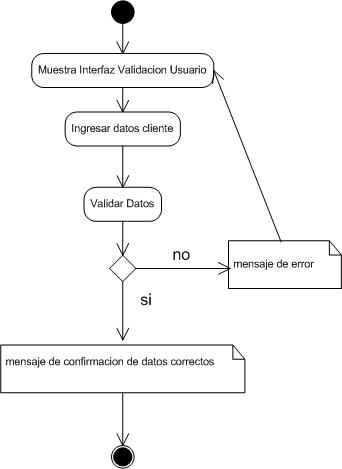 Muestra Interfaz Validacion Usuario
Ingresar datos cliente
Validar Datos
no
mensaje de error
si
mensaje de confirmacion de datos correctos